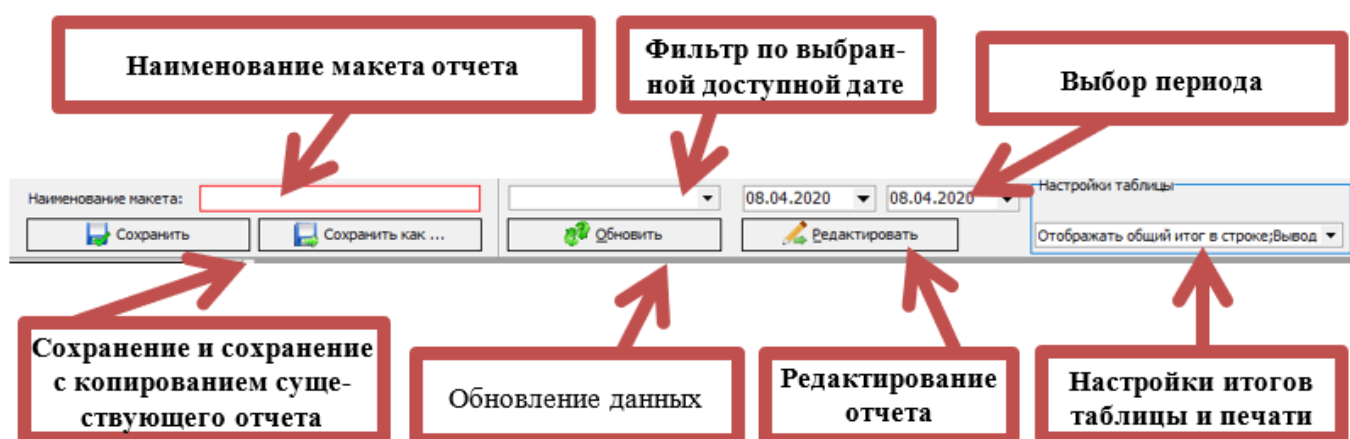 Наименование макета отчета
Фильтр по выбран-
ной доступной дате
Выбор периода
Наименование макета:
08.04.2020
08.04.2020
Настройки таблицы
Сохранить
Сохранить как ...
Обновить
Редактировать
Отображать общий итог в строке;Вывод
Сохранение и сохранение
с копированием суще-
ствующего отчета
Обновление данных
Редактирование
отчета
Настройки итогов
таблицы и печати